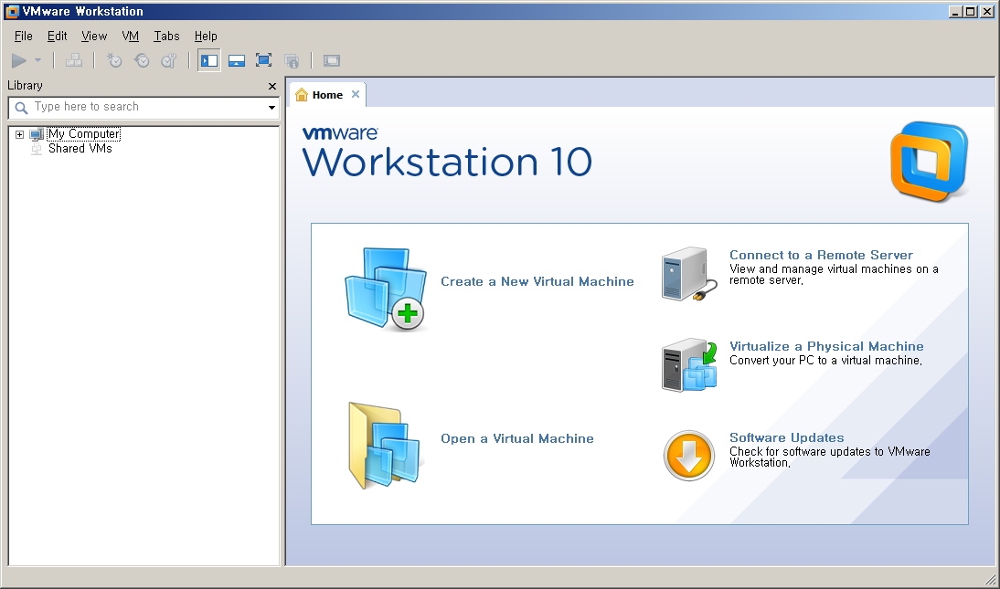 VMware Workstation
File Edit View VM Tabs Help
Library
Type here to search
My Computer
Shared VMs
Home
vmware
Workstation 10
Create a New Virtual Machine
Open a Virtual Machine
Connect to a Remote Server
View and manage virtual machines on a
remote server.
Virtualize a Physical Machine
Convert your PC to a virtual machine.
Software Updates
Check for software updates to VMware
Workstation.